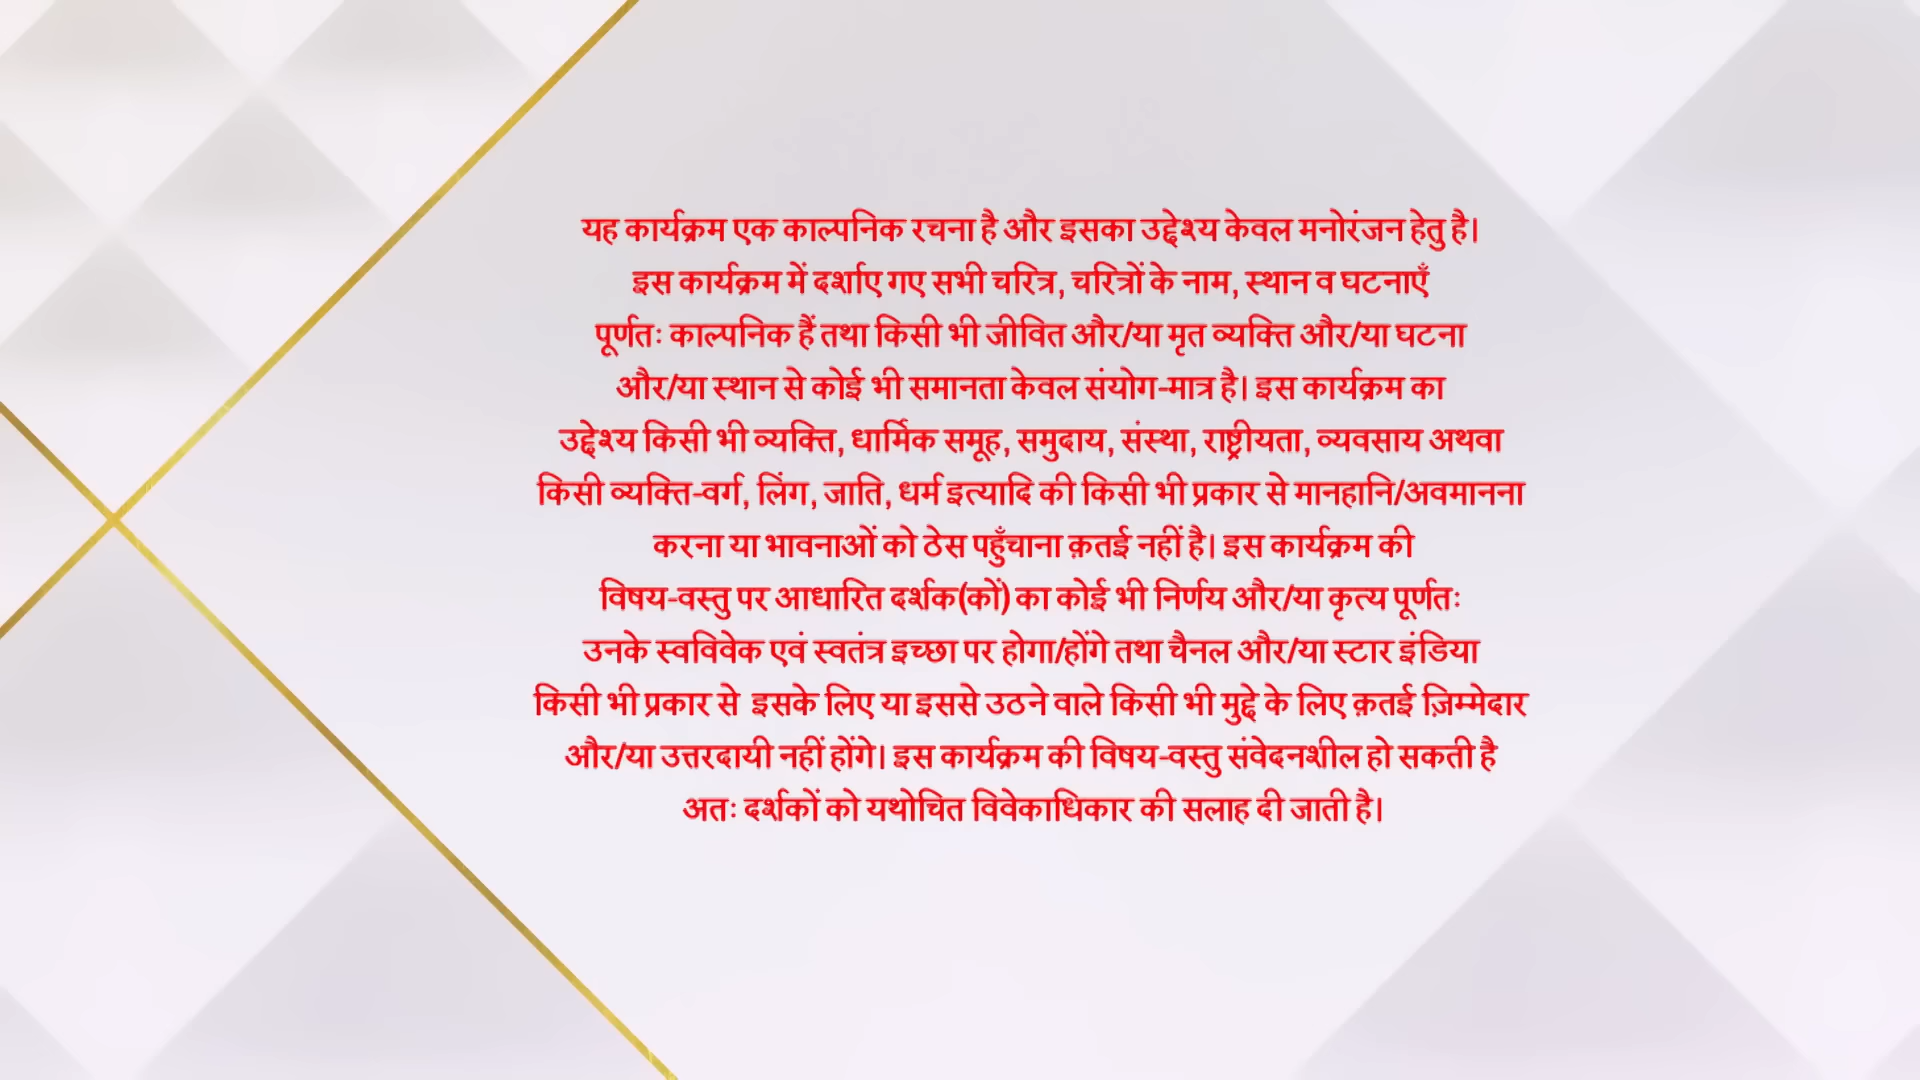 यह कार्यक्रम एक काल्पनिक रचना है और इसका उद्देश्य केवल मनोरंजन हेतु है।
इस कार्यक्रम में दर्शाए गए सभी चरित्र, चरित्रों के नाम, स्थान व घटनाएँ
पूर्णतः काल्पनिक हैं तथा किसी भी जीवित और/या मृत व्यक्ति और/या घटना
और/या स्थान से कोई भी समानता केवल संयोग-मात्र है। इस कार्यक्रम का
उद्देश्य किसी भी व्यक्ति, धार्मिक समूह, समुदाय, संस्था, राष्ट्रीयता, व्यवसाय अथवा
किसी व्यक्ति-वर्ग, लिंग, जाति, धर्म इत्यादि की किसी भी प्रकार से मानहानि/अवमानना
करना या भावनाओं को ठेस पहुँचाना क़तई नहीं है। इस कार्यक्रम की
विषय-वस्तु पर आधारित दर्शक(कों) का कोई भी निर्णय और/या कृत्य पूर्णतः
उनके स्वविवेक एवं स्वतंत्र इच्छा पर होगा/होंगे तथा चैनल और/या स्टार इंडिया
किसी भी प्रकार से इसके लिए या इससे उठने वाले किसी भी मुद्दे के लिए क़तई ज़िम्मेदार
और/या उत्तरदायी नहीं होंगे। इस कार्यक्रम की विषय-वस्तु संवेदनशील हो सकती है
अतः दर्शकों को यथोचित विवेकाधिकार की सलाह दी जाती है।